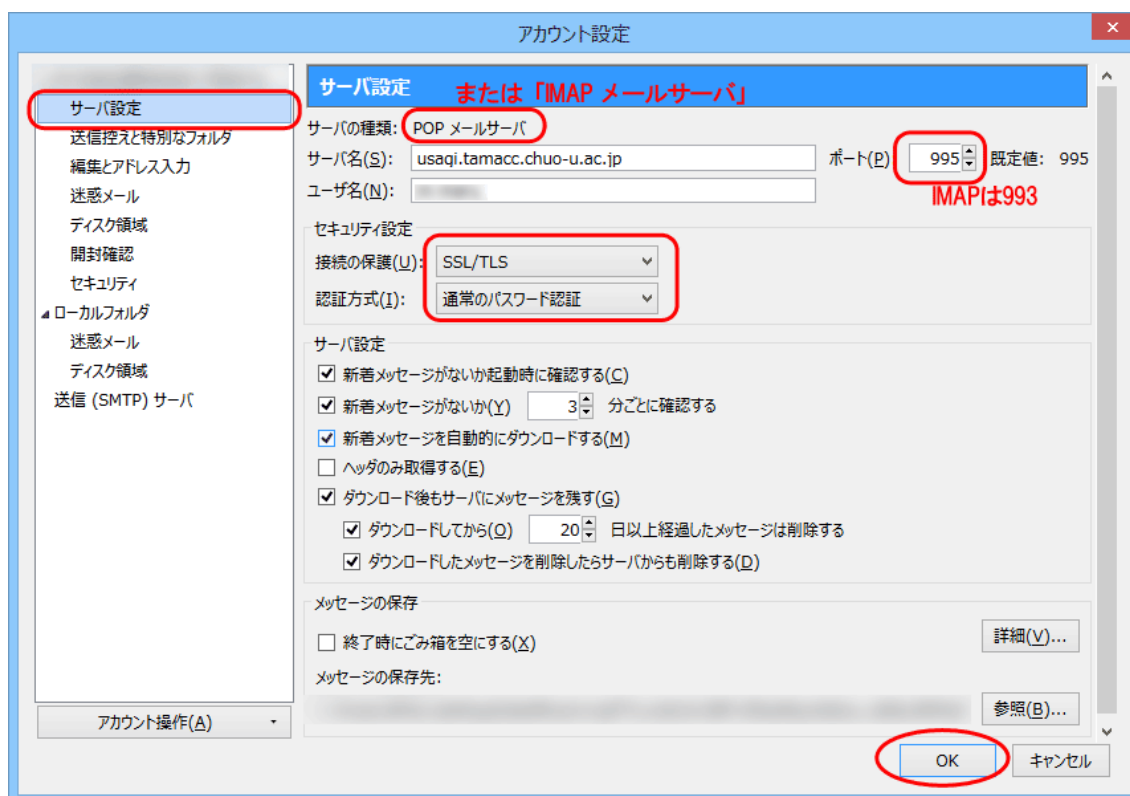 アカウント設定
サーバ設定
送信控えと特別なフォルダ
編集とアドレス入力
迷惑メール
ディスク領域
開封確認
セキュリティ
ローカルフォルダ
迷惑メール
ディスク領域
送信 (SMTP) サーバ
アカウント操作(A)
サーバ設定
または「IMAP メールサーバ」
サーバの種類: POP メールサーバ
サーバ名(S): usagi.tamacc.chuo-u.ac.jp ポート(P) 995 既定値: 995
ユーザ名(N):
IMAPは993
セキュリティ設定
接続の保護(U): SSL/TLS
認証方式(I): 通常のパスワード認証
サーバ設定
新着メッセージがないか起動時に確認する(C)
新着メッセージがないか(Y) 3 分ごとに確認する
新着メッセージを自動的にダウンロードする(M)
ヘッダのみ取得する(E)
ダウンロード後もサーバにメッセージを残す(G)
ダウンロードしてから(O) 20 日以上経過したメッセージは削除する
ダウンロードしたメッセージを削除したらサーバからも削除する(D)
メッセージの保存
終了時にごみ箱を空にする(X)
詳細(V)...
メッセージの保存先:
参照(B)...
OK キャンセル